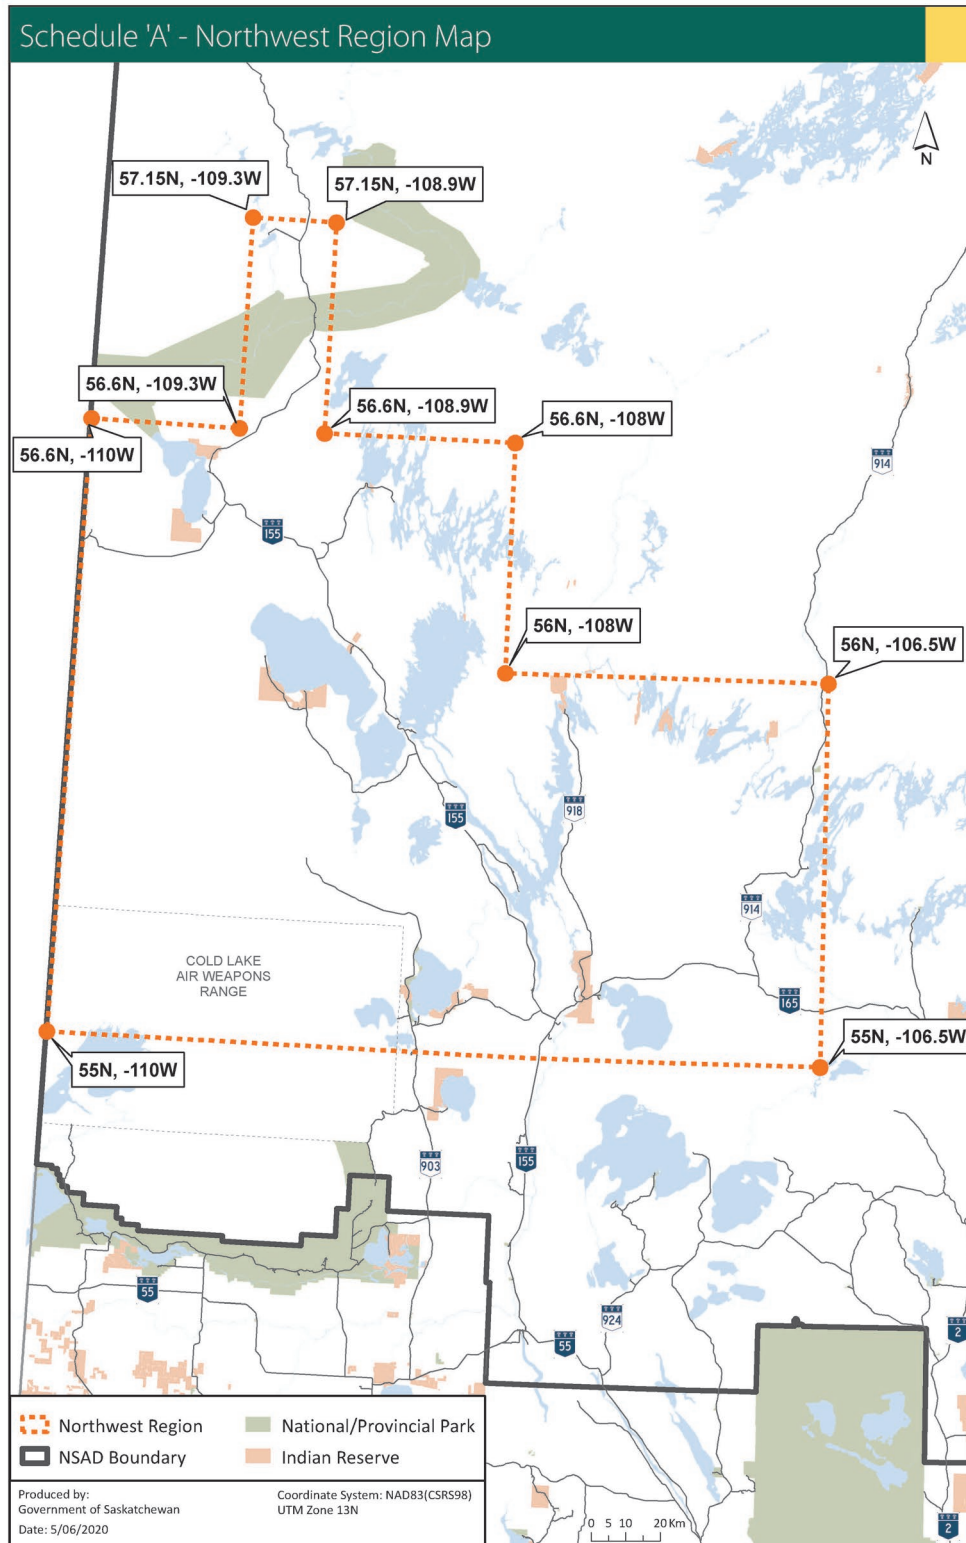 Schedule 'A' - Northwest Region Map
N
57.15N, -109.3W
57.15N, -108.9W
56.6N, -109.3W
56.6N, -108.9W
56.6N, -108W
56.6N, -110W
914
155
56N, -108W
56N, -106.5W
155
918
914
COLD LAKE
AIR WEAPONS
RANGE
165
55N, -110W
55N, -106.5W
903
155
55
924
55
2
Northwest Region
National/Provincial Park
NSAD Boundary
Indian Reserve
Produced by:
Government of Saskatchewan
Date: 5/06/2020
Coordinate System: NAD83(CSRS98)
UTM Zone 13N
0 5 10 20 Km
2